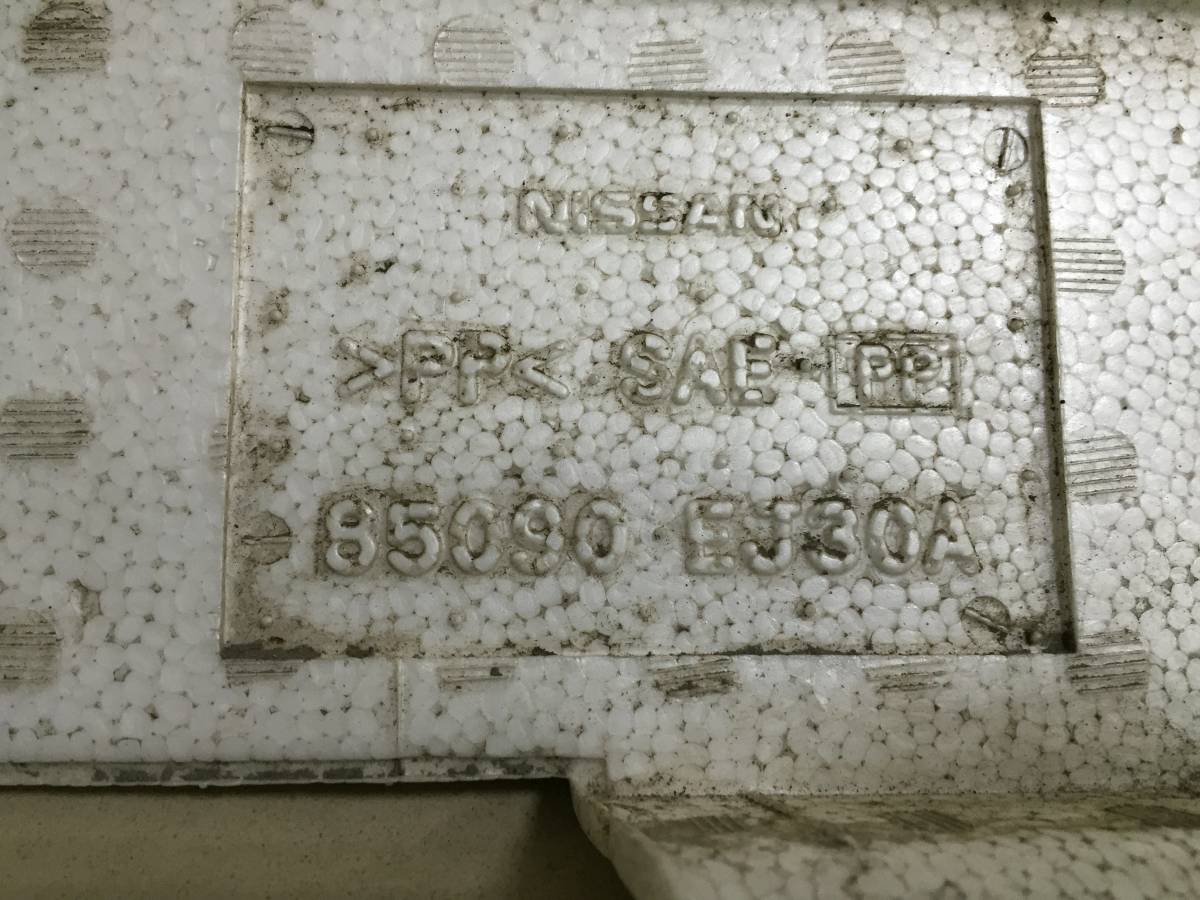 NISSAN
>PP< SAE PP
85090 EJ30A